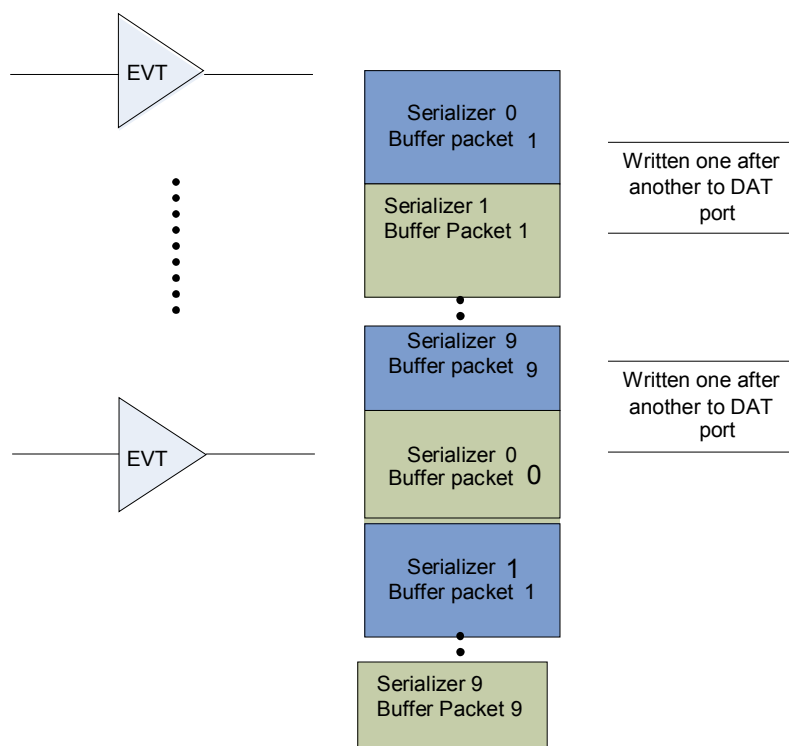 EVT
Serializer 0
Buffer packet 1
Serializer 1
Buffer Packet 1
Written one after
another to DAT
port
Serializer 9
Buffer packet 9
Written one after
another to DAT
port
EVT
Serializer 0
Buffer packet 0
Serializer 1
Buffer packet 1
Serializer 9
Buffer Packet 9